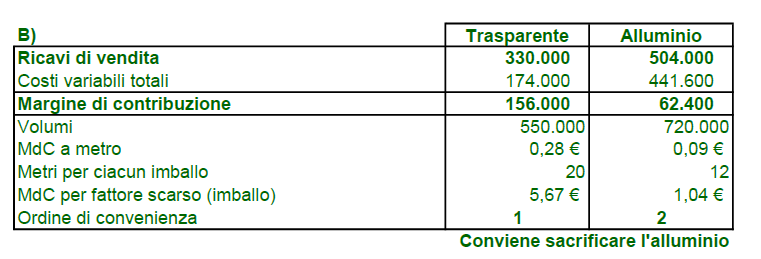 B) Trasparente Alluminio
Ricavi di vendita 330.000 504.000
Costi variabili totali 174.000 441.600
Margine di contribuzione 156.000 62.400
Volumi 550.000 720.000
MdC a metro 0,28 € 0,09 €
Metri per ciacun imballo 20 12
MdC per fattore scarso (imballo) 5,67 € 1,04 €
Ordine di convenienza 1 2
Conviene sacrificare l'alluminio